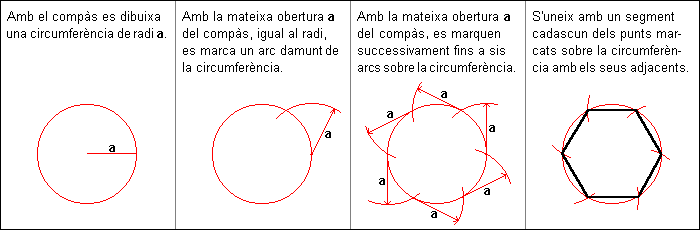 Amb el compàs es dibuixa
una circumferència de radi a.
a
Amb la mateixa obertura a
del compàs, igual al radi,
es marca un arc damunt de
la circumferència.
a
Amb la mateixa obertura a
del compàs, es marquen
successivament fins a sis
arcs sobre la circumferència.
a
a
a
a
a
a
S'uneix amb un segment
cadascun dels punts mar-
cats sobre la circumferèn-
cia amb els seus adjacents.